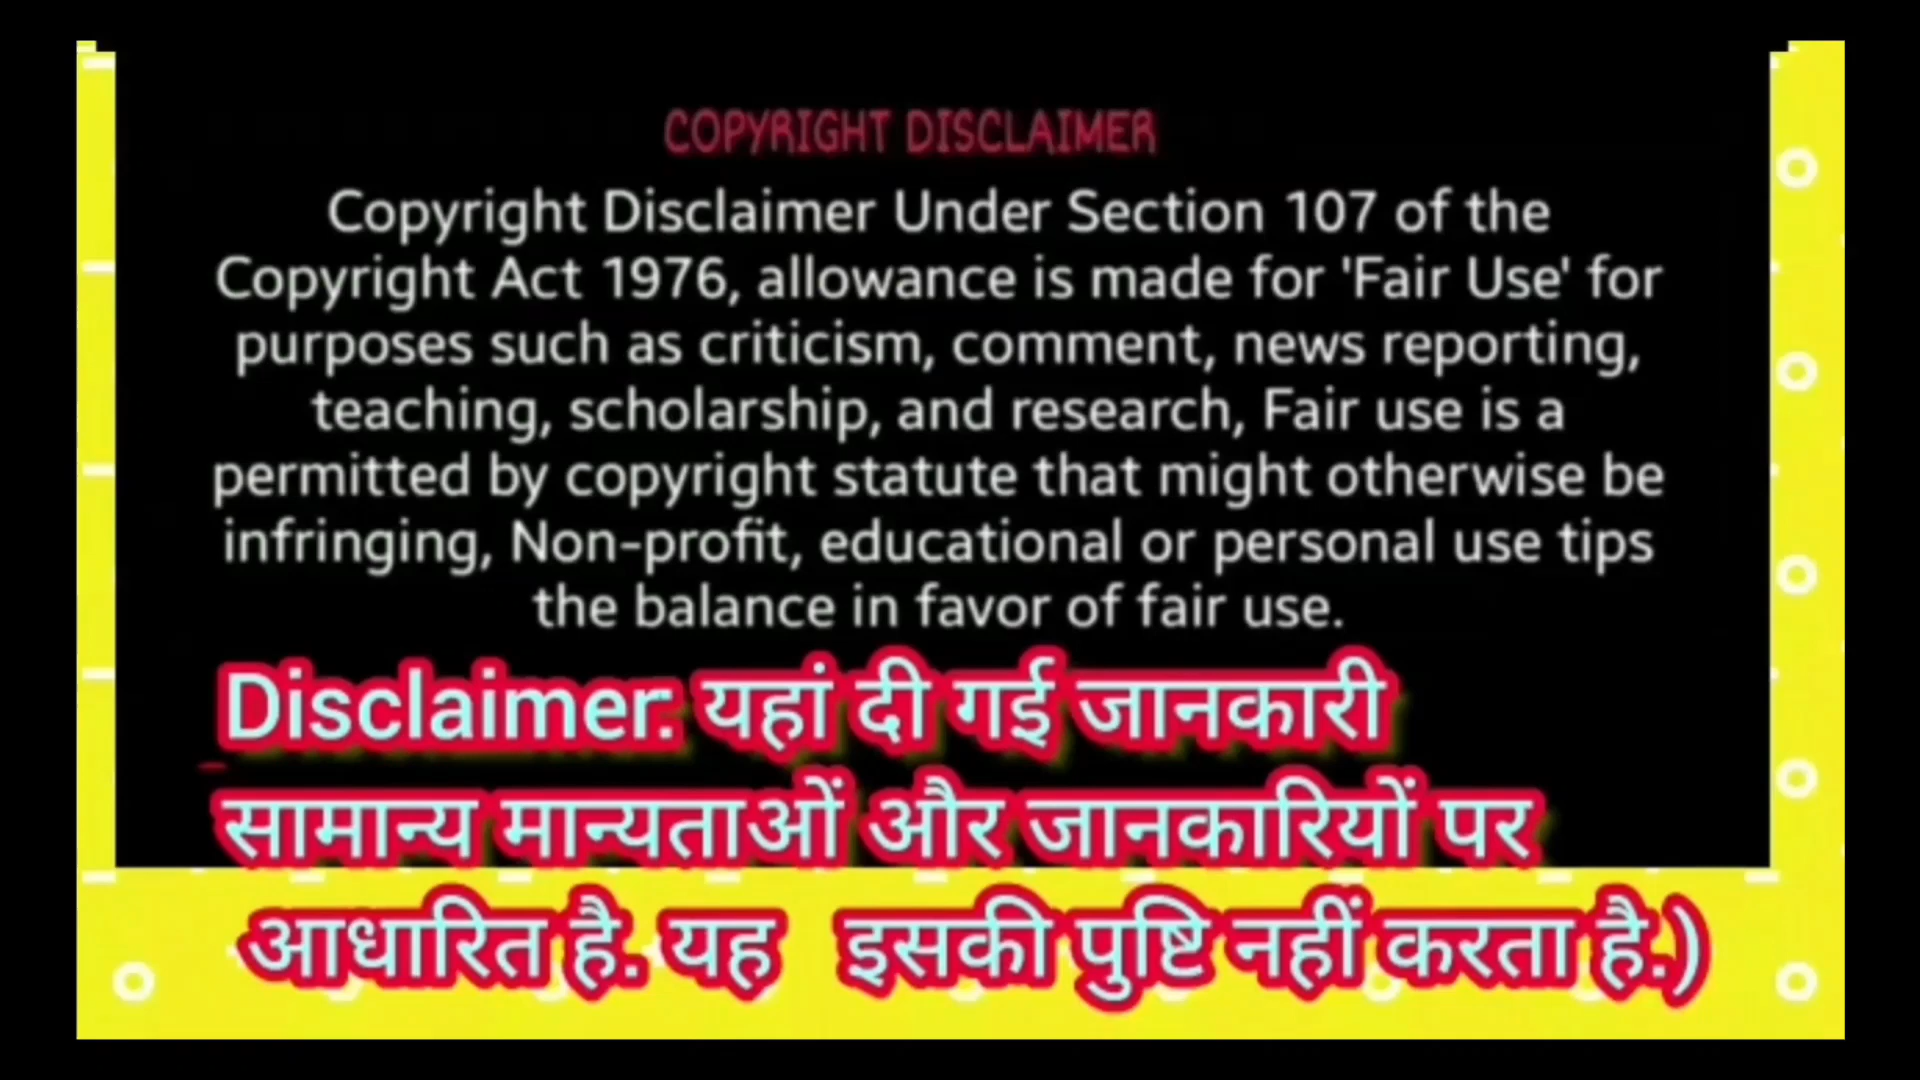 COPYRIGHT DISCLAIMER
Copyright Disclaimer Under Section 107 of the
Copyright Act 1976, allowance is made for 'Fair Use' for
purposes such as criticism, comment, news reporting,
teaching, scholarship, and research, Fair use is a
permitted by copyright statute that might otherwise be
infringing, Non-profit, educational or personal use tips
the balance in favor of fair use.
Disclaimer: यहां दी गई जानकारी
सामान्य मान्यताओं और जानकारियों पर
आधारित है. यह इसकी पुष्टि नहीं करता है.)